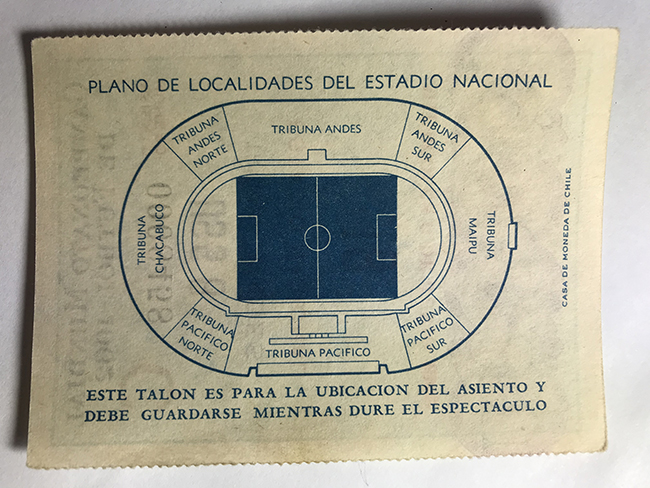 PLANO DE LOCALIDADES DEL ESTADIO NACIONAL
TRIBUNA
ANDES
NORTE
TRIBUNA ANDES
TRIBUNA
ANDES
SUR
TRIBUNA
CHACABUCO
TRIBUNA
MAIPU
TRIBUNA
PACIFICO
NORTE
TRIBUNA PACIFICO
TRIBUNA
PACIFICO
SUR
CASA DE MONEDA DE CHILE
ESTE TALON ES PARA LA UBICACION DEL ASIENTO Y
DEBE GUARDARSE MIENTRAS DURE EL ESPECTACULO